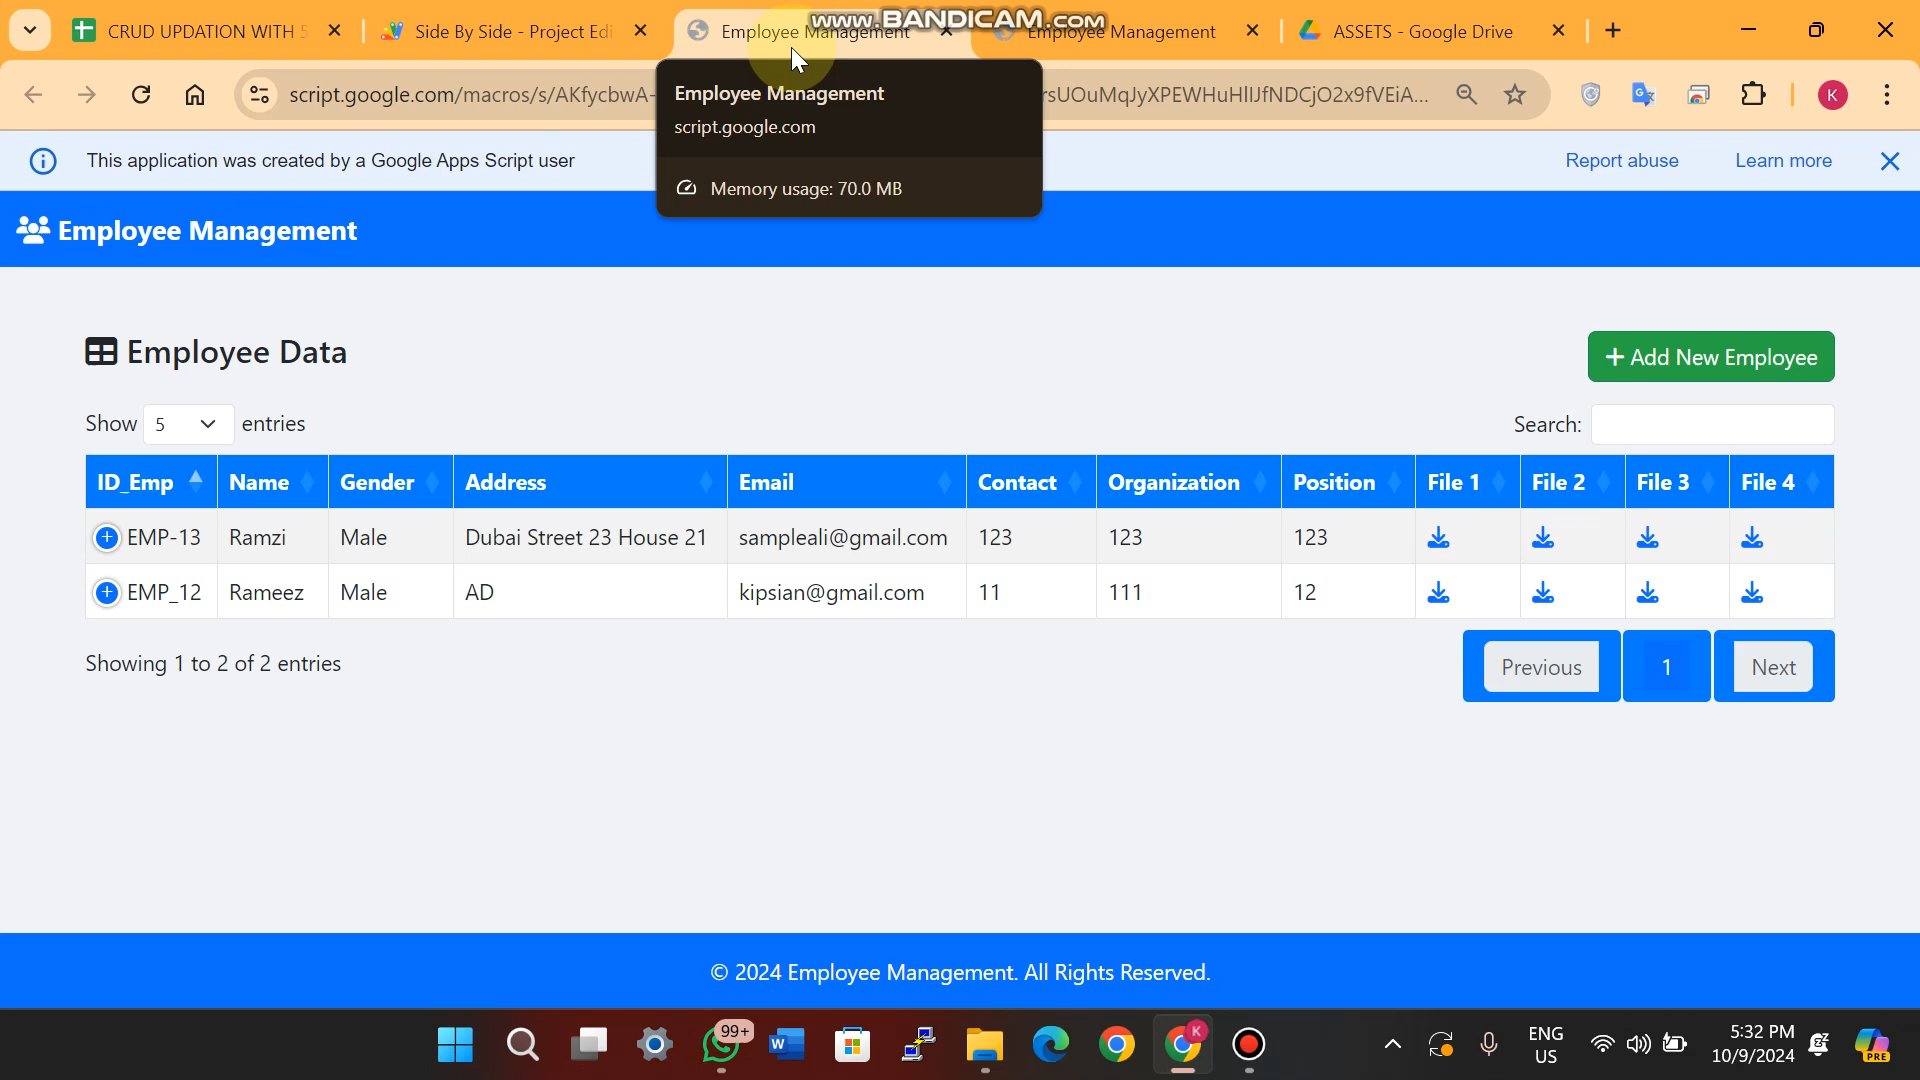 CRUD UPDATION WITH 5
Side By Side - Project Edi
Employee Management
www.BANDICAM.com
Employee Management
ASSETS - Google Drive
script.google.com/macros/s/AKfycbwA-
rsUOuMqJyXPEWHuHlIJfNDCjO2x9fVEiA...
K
Employee Management
script.google.com
Memory usage: 70.0 MB
This application was created by a Google Apps Script user
Report abuse
Learn more
Employee Management
Employee Data
+ Add New Employee
Show 5 entries
Search:
ID_Emp Name Gender Address Email Contact Organization Position File 1 File 2 File 3 File 4
EMP-13 Ramzi Male Dubai Street 23 House 21 sampleali@gmail.com 123 123 123
EMP_12 Rameez Male AD kipsian@gmail.com 11 111 12
Showing 1 to 2 of 2 entries
Previous 1 Next
© 2024 Employee Management. All Rights Reserved.
99+
W
K
ENG
US
5:32 PM
10/9/2024
PRE